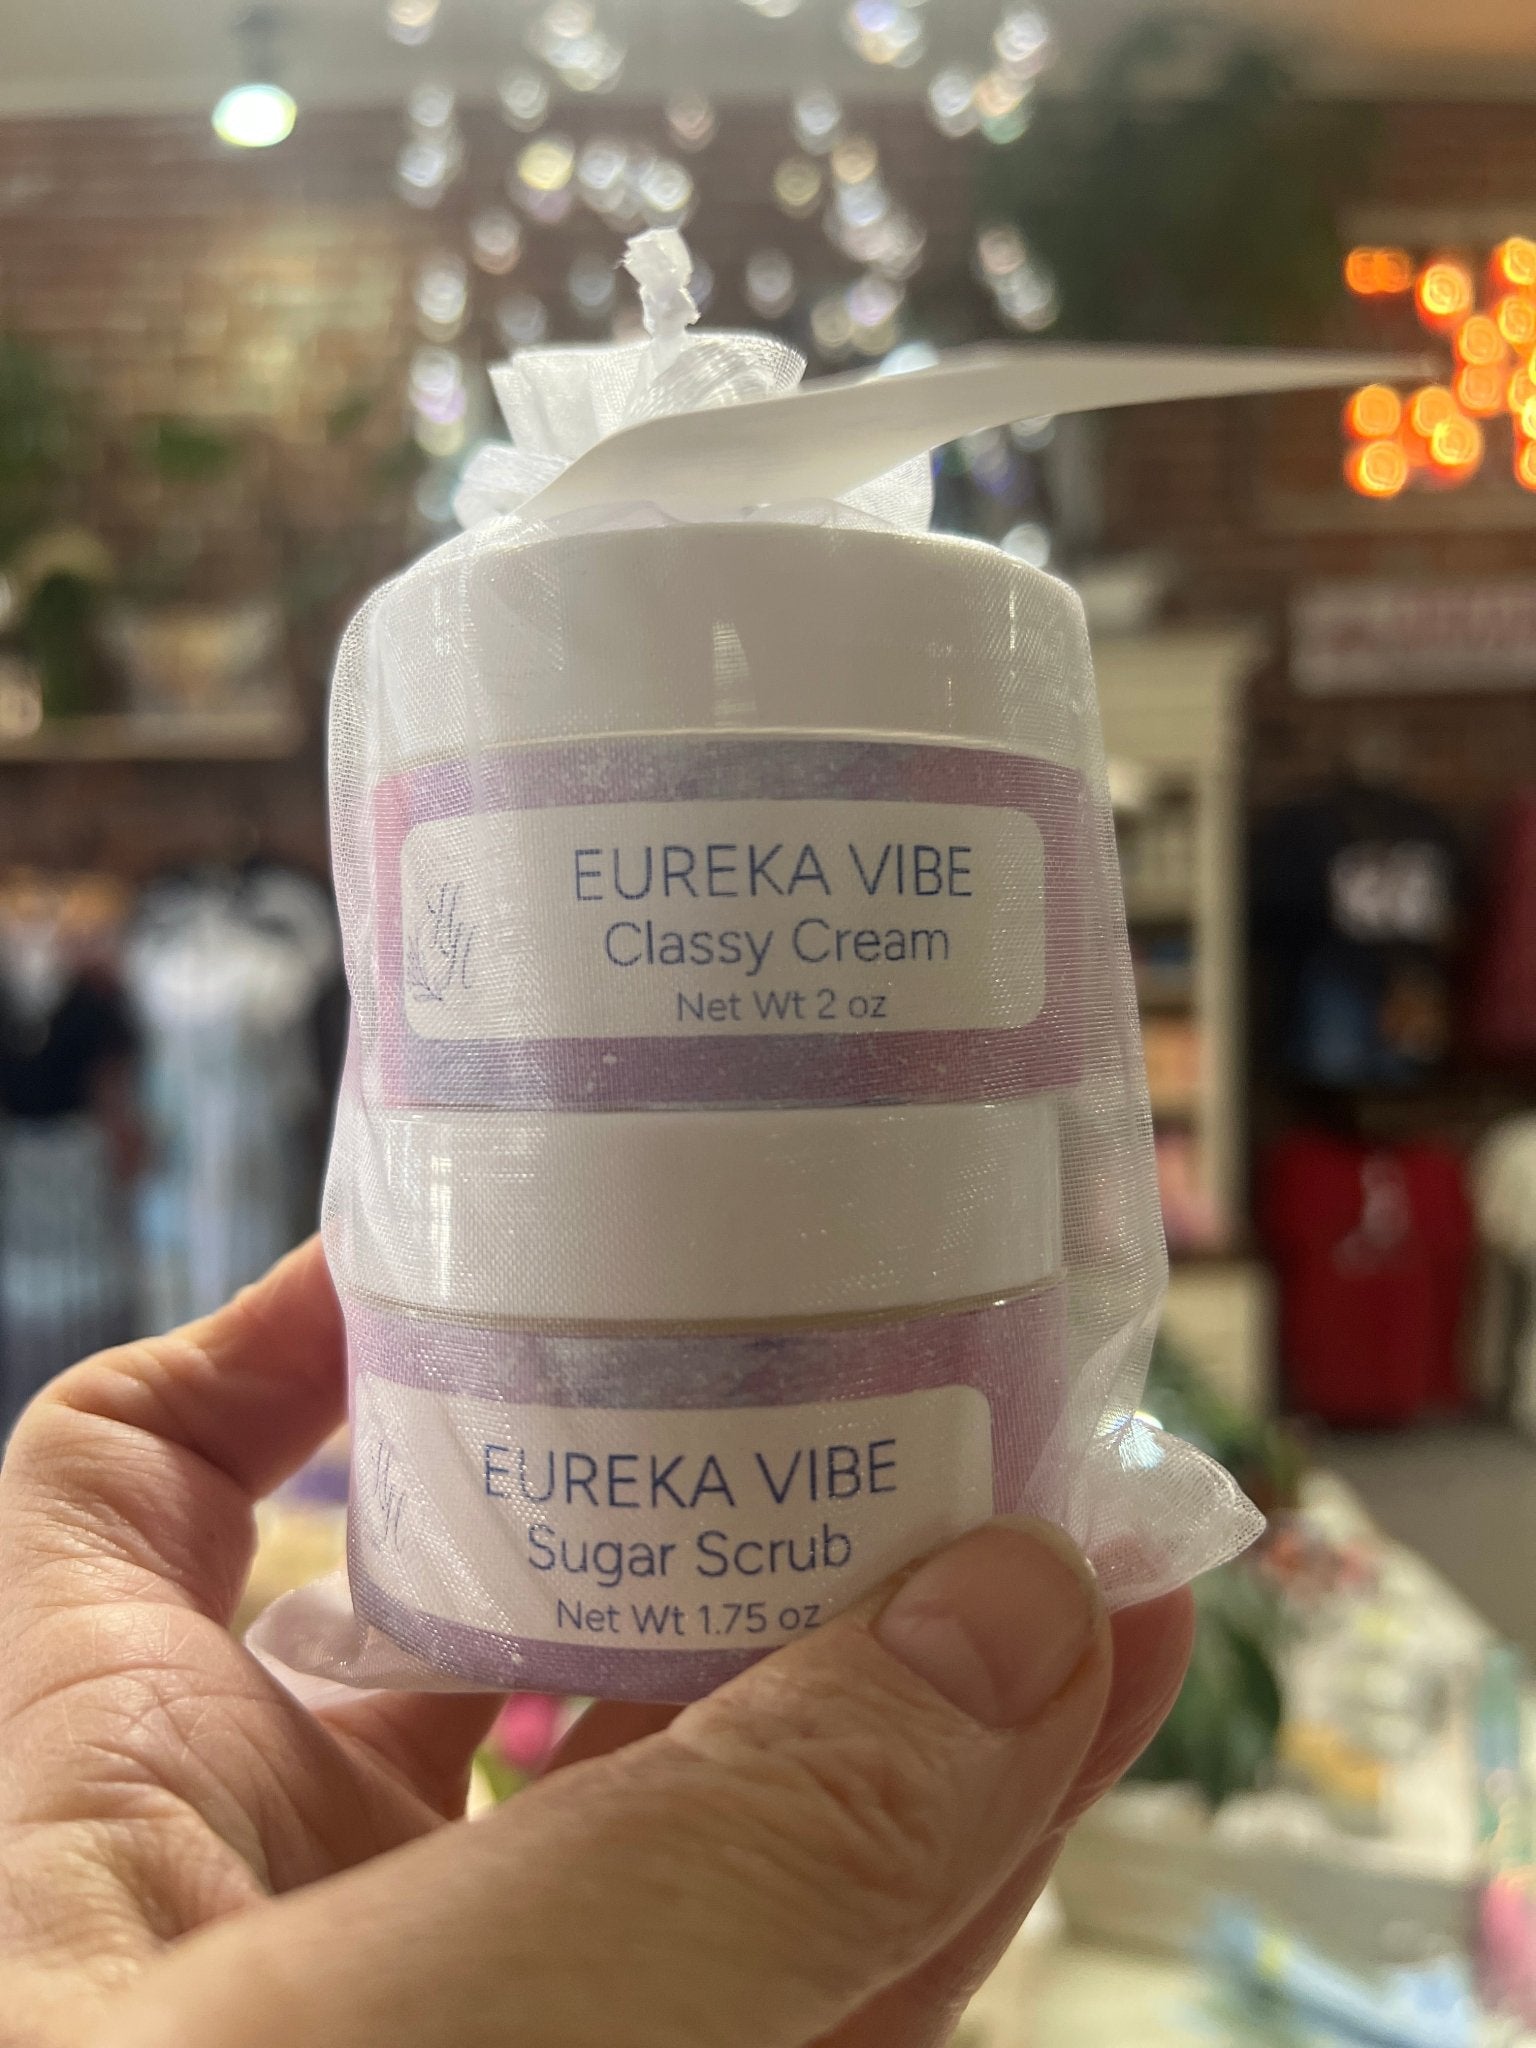 EUREKA VIBE
Classy Cream
Net Wt 2 oz
EUREKA VIBE
Sugar Scrub
Net Wt 1.75 oz